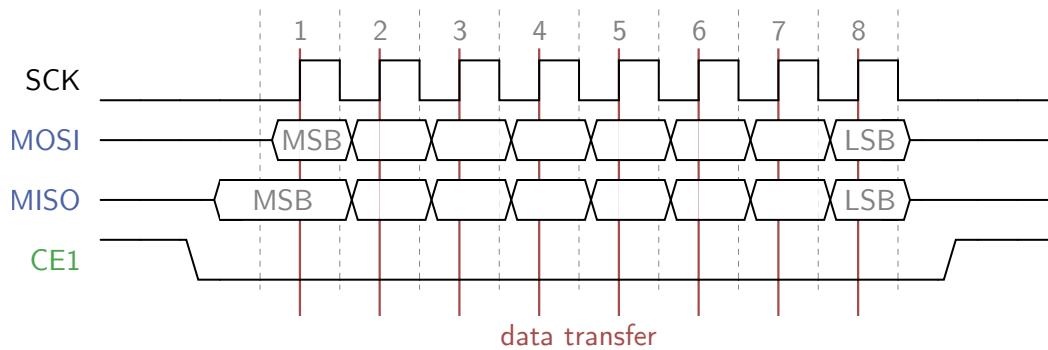 1 2 3 4 5 6 7 8
SCK
MOSI MSB LSB
MISO MSB LSB
CE1
data transfer